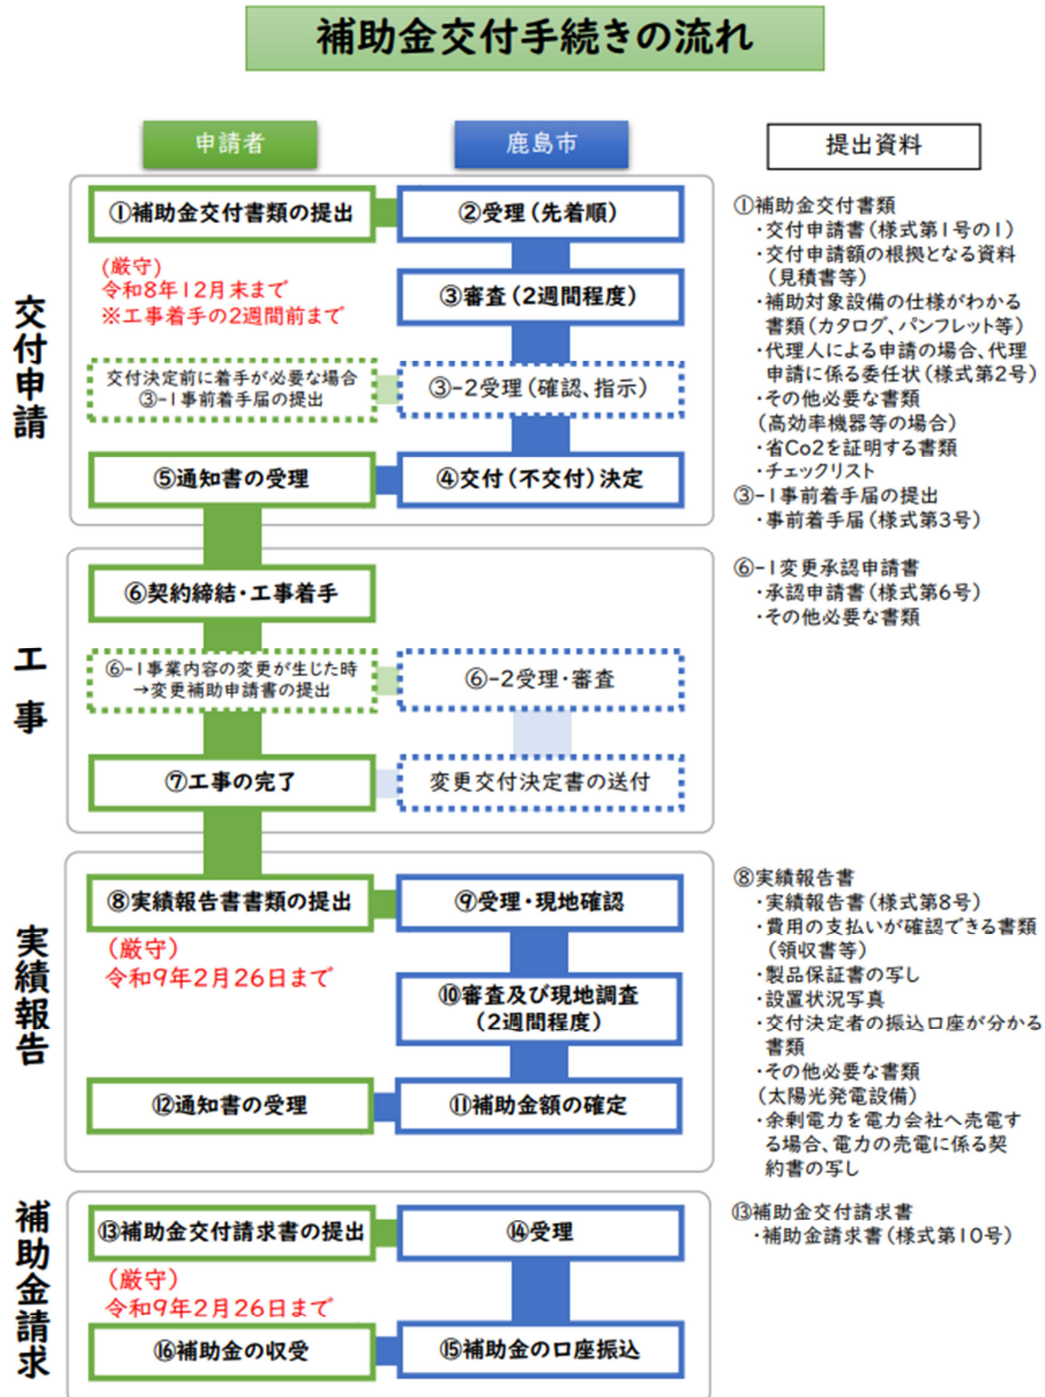 補助金交付手続きの流れ
申請者
鹿島市
提出資料
交付申請
①補助金交付書類の提出
②受理(先着順)
(厳守)
令和8年12月末まで
※工事着手の2週間前まで
③審査(2週間程度)
交付決定前に着手が必要な場合
③-1事前着手届の提出
③-2受理(確認、指示)
⑤通知書の受理
④交付(不交付)決定
①補助金交付書類
・交付申請書(様式第1号の1)
・交付申請額の根拠となる資料
(見積書等)
・補助対象設備の仕様がわかる
書類(カタログ、パンフレット等)
・代理人による申請の場合、代理
申請に係る委任状(様式第2号)
・その他必要な書類
(高効率機器等の場合)
・省Co2を証明する書類
・チェックリスト
③-1事前着手届の提出
・事前着手届(様式第3号)
工事
⑥契約締結・工事着手
⑥-1事業内容の変更が生じた時
→変更補助申請書の提出
⑥-2受理・審査
⑦工事の完了
変更交付決定書の送付
⑥-1変更承認申請書
・承認申請書(様式第6号)
・その他必要な書類
実績報告
⑧実績報告書書類の提出
⑨受理・現地確認
(厳守)
令和9年2月26日まで
⑩審査及び現地調査
(2週間程度)
⑫通知書の受理
⑪補助金額の確定
⑧実績報告書
・実績報告書(様式第8号)
・費用の支払いが確認できる書類
(領収書等)
・製品保証書の写し
・設置状況写真
・交付決定者の振込口座が分かる
書類
・その他必要な書類
(太陽光発電設備)
・余剰電力を電力会社へ売電す
る場合、電力の売電に係る契
約書の写し
補助金請求
⑬補助金交付請求書の提出
⑭受理
(厳守)
令和9年2月26日まで
⑯補助金の収受
⑮補助金の口座振込
⑬補助金交付請求書
・補助金請求書(様式第10号)